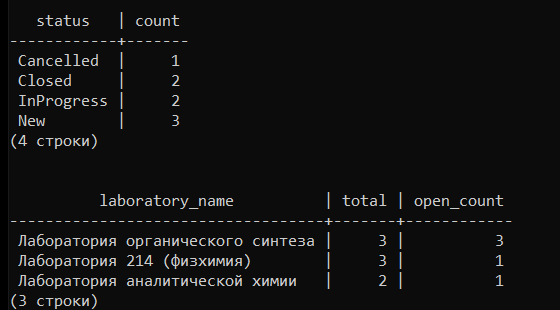 status   | count
------------+-------
 Cancelled  |     1
 Closed     |     2
 InProgress |     2
 New        |     3
(4 строки)

         laboratory_name          | total | open_count
----------------------------------+-------+------------
 Лаборатория органического синтеза |     3 |          3
 Лаборатория 214 (физхимия)        |     3 |          1
 Лаборатория аналитической химии   |     2 |          1
(3 строки)